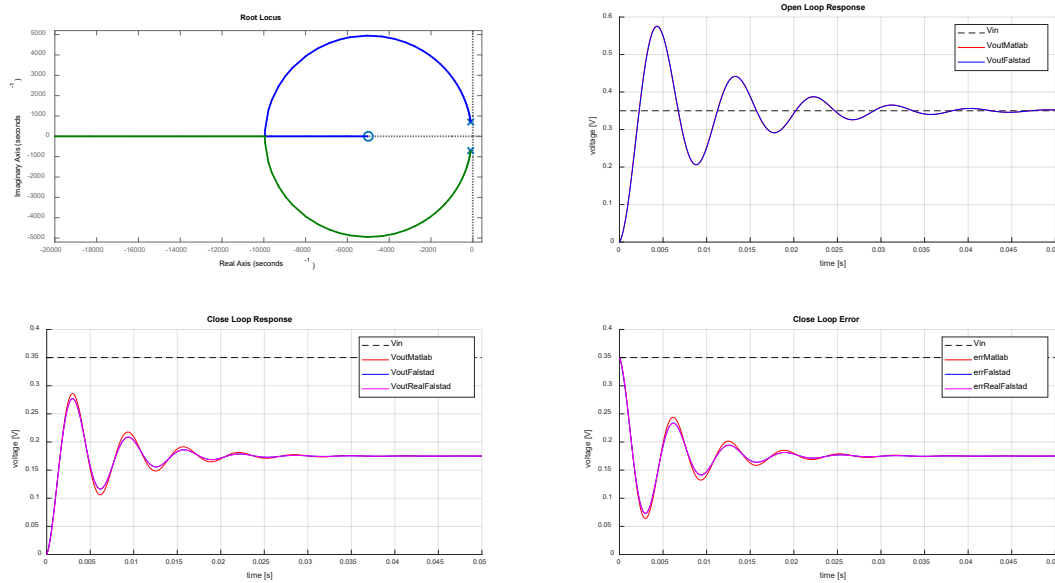 Root Locus
5000
4000
3000
2000
1000
0
-1000
-2000
-3000
-4000
-5000
Imaginary Axis (seconds -1)
-20000 -18000 -16000 -14000 -12000 -10000 -8000 -6000 -4000 -2000 0
Real Axis (seconds -1)
Open Loop Response
Vin
VoutMatlab
VoutFalstad
0.6
0.5
0.4
0.3
0.2
0.1
0
voltage [V]
0 0.005 0.01 0.015 0.02 0.025 0.03 0.035 0.04 0.045 0.05
time [s]
Close Loop Response
Vin
VoutMatlab
VoutFalstad
VoutRealFalstad
0.4
0.35
0.3
0.25
0.2
0.15
0.1
0.05
0
voltage [V]
0 0.005 0.01 0.015 0.02 0.025 0.03 0.035 0.04 0.045 0.05
time [s]
Close Loop Error
Vin
errMatlab
errFalstad
errRealFalstad
0.4
0.35
0.3
0.25
0.2
0.15
0.1
0.05
0
voltage [V]
0 0.005 0.01 0.015 0.02 0.025 0.03 0.035 0.04 0.045 0.05
time [s]